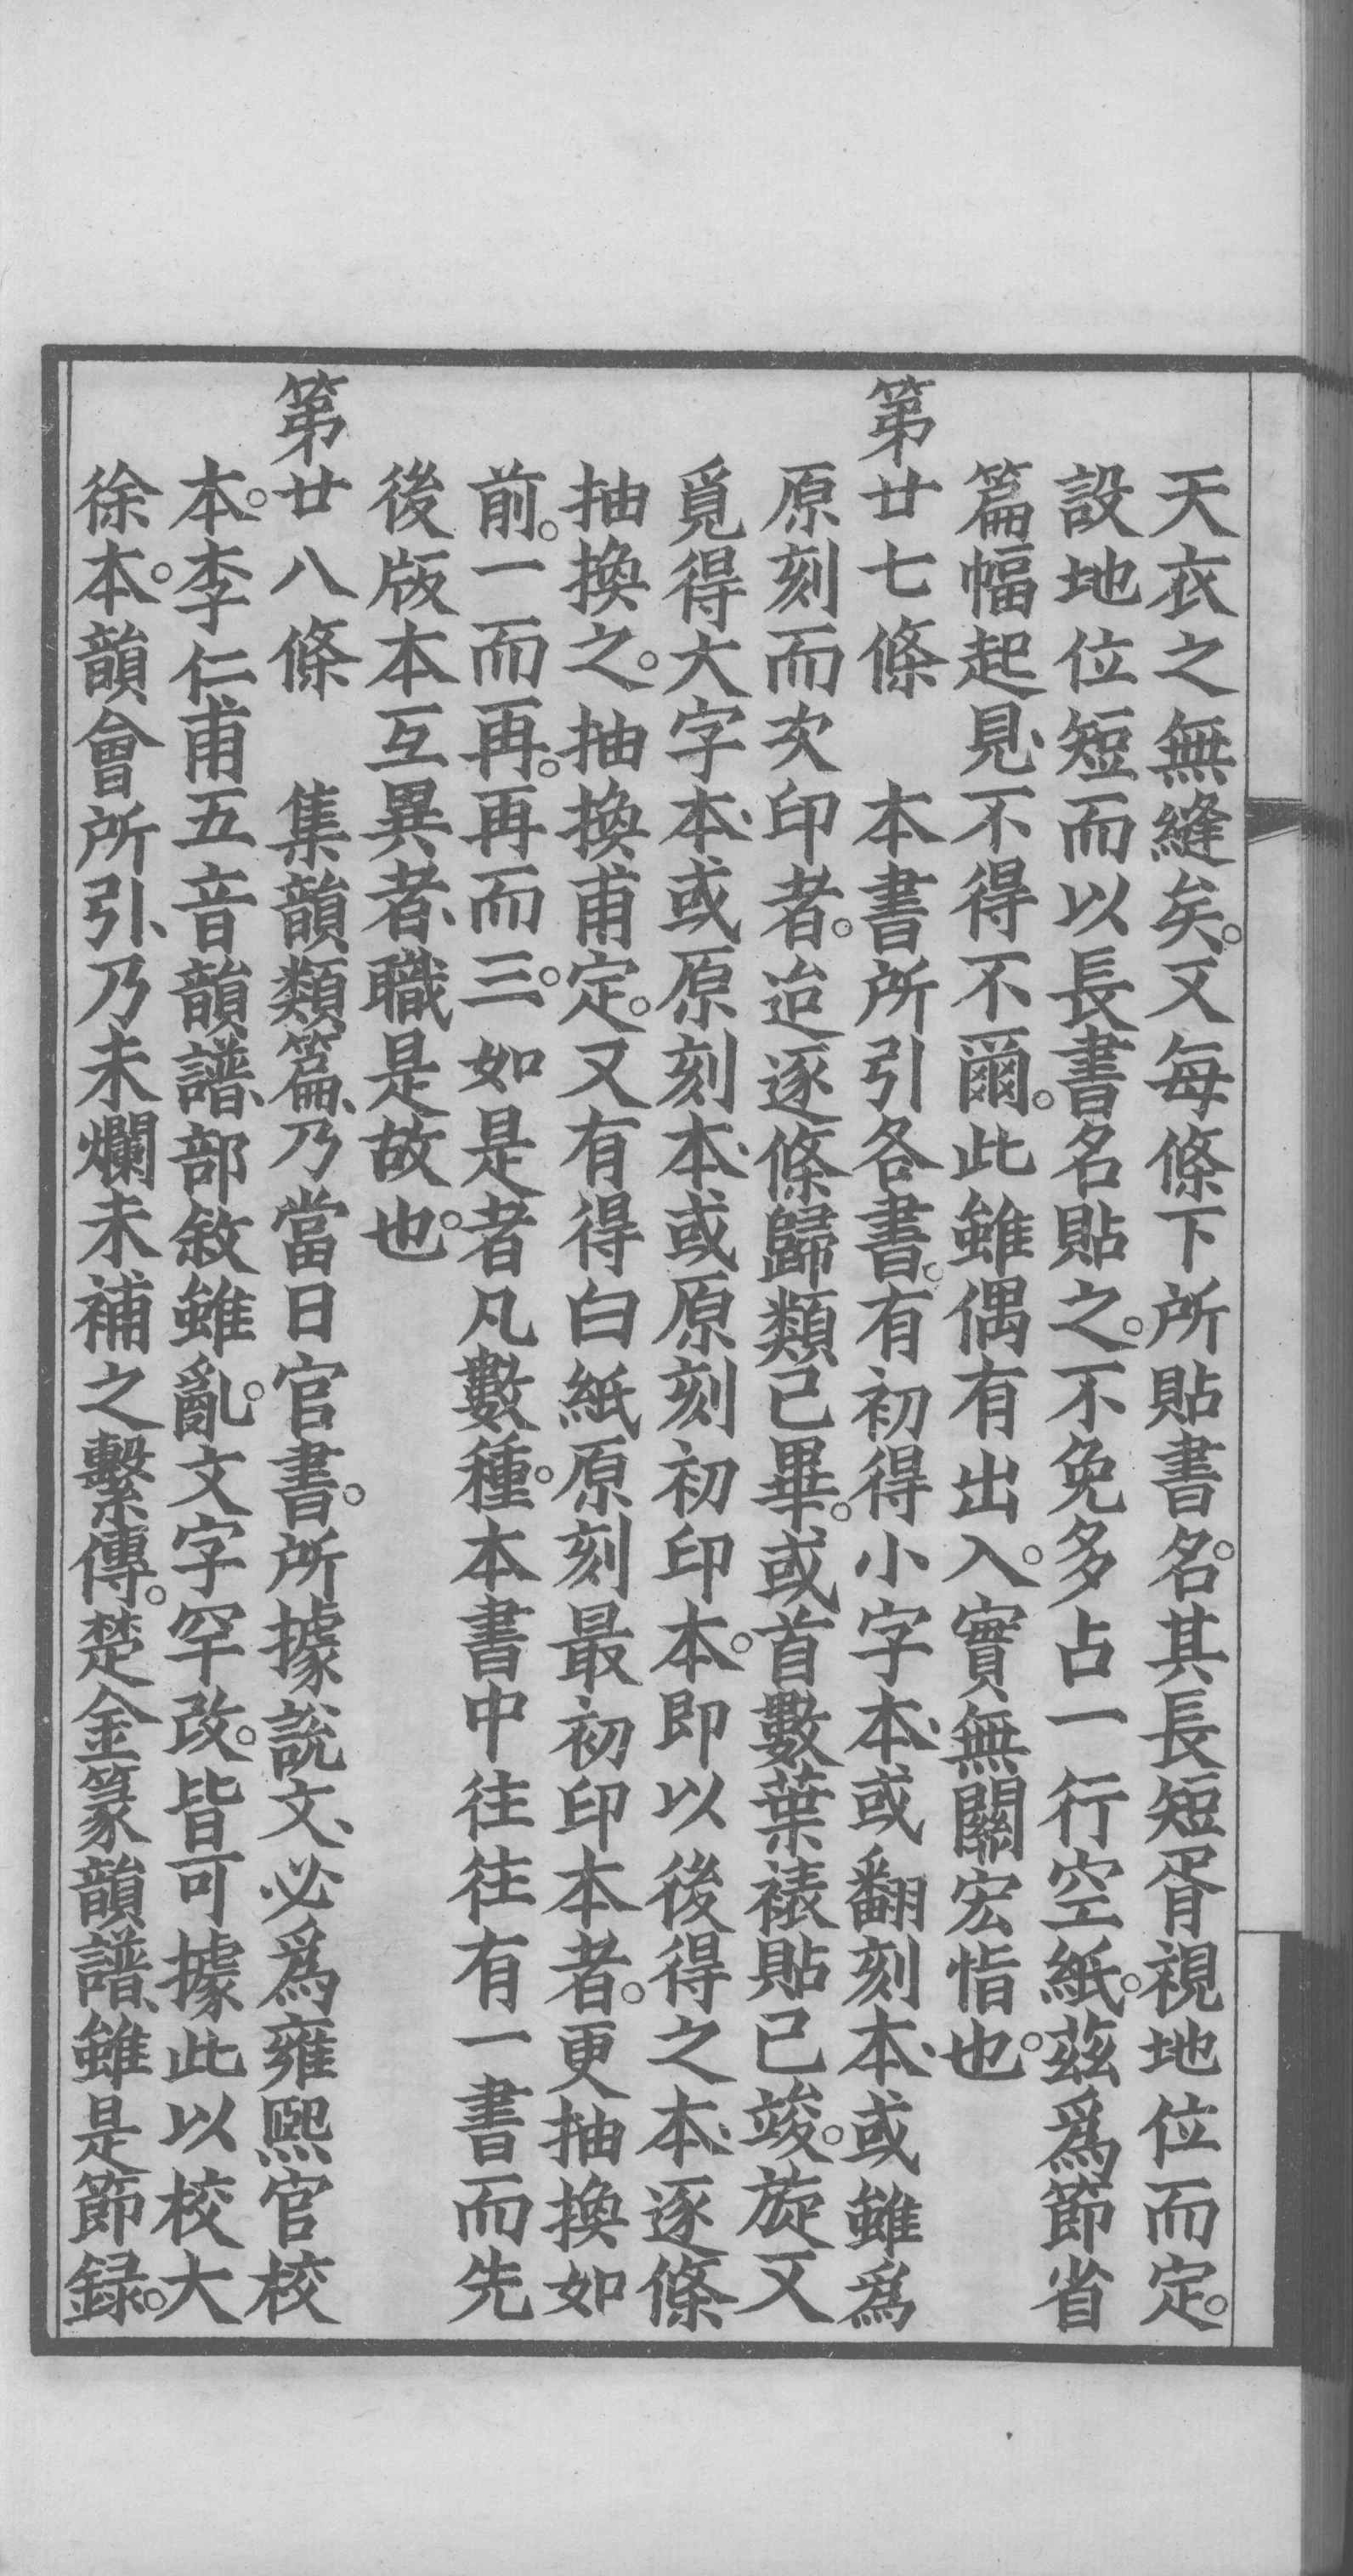 天衣之無縫矣。又每條下所貼書名。其長短胥視地位而定。
設地位短而以長書名貼之。不免多占一行空紙。茲爲節省
篇幅起見、不得不爾。此雖偶有出入。實無關宏恉也。
第廿七條　本書所引各書。有初得小字本、或翻刻本、或雖爲
原刻而次印者。迨逐條歸類已畢。或首數葉裱貼已竣。旋又
覓得大字本、或原刻本、或原刻初印本。即以後得之本、逐條
抽換之。抽換甫定。又有得白紙原刻最初印本者。更抽換如
前。一而再。再而三。如是者凡數種。本書中往往有一書而先
後版本互異者、職是故也。
第廿八條　集韻類篇、乃當日官書。所據說文、必爲雍熙官校
本。李仁甫五音韻譜、部敘雖亂。文字罕改。皆可據此以校大
徐本。韻會所引、乃未爛未補之繫傳。楚金篆韻譜、雖是節録。